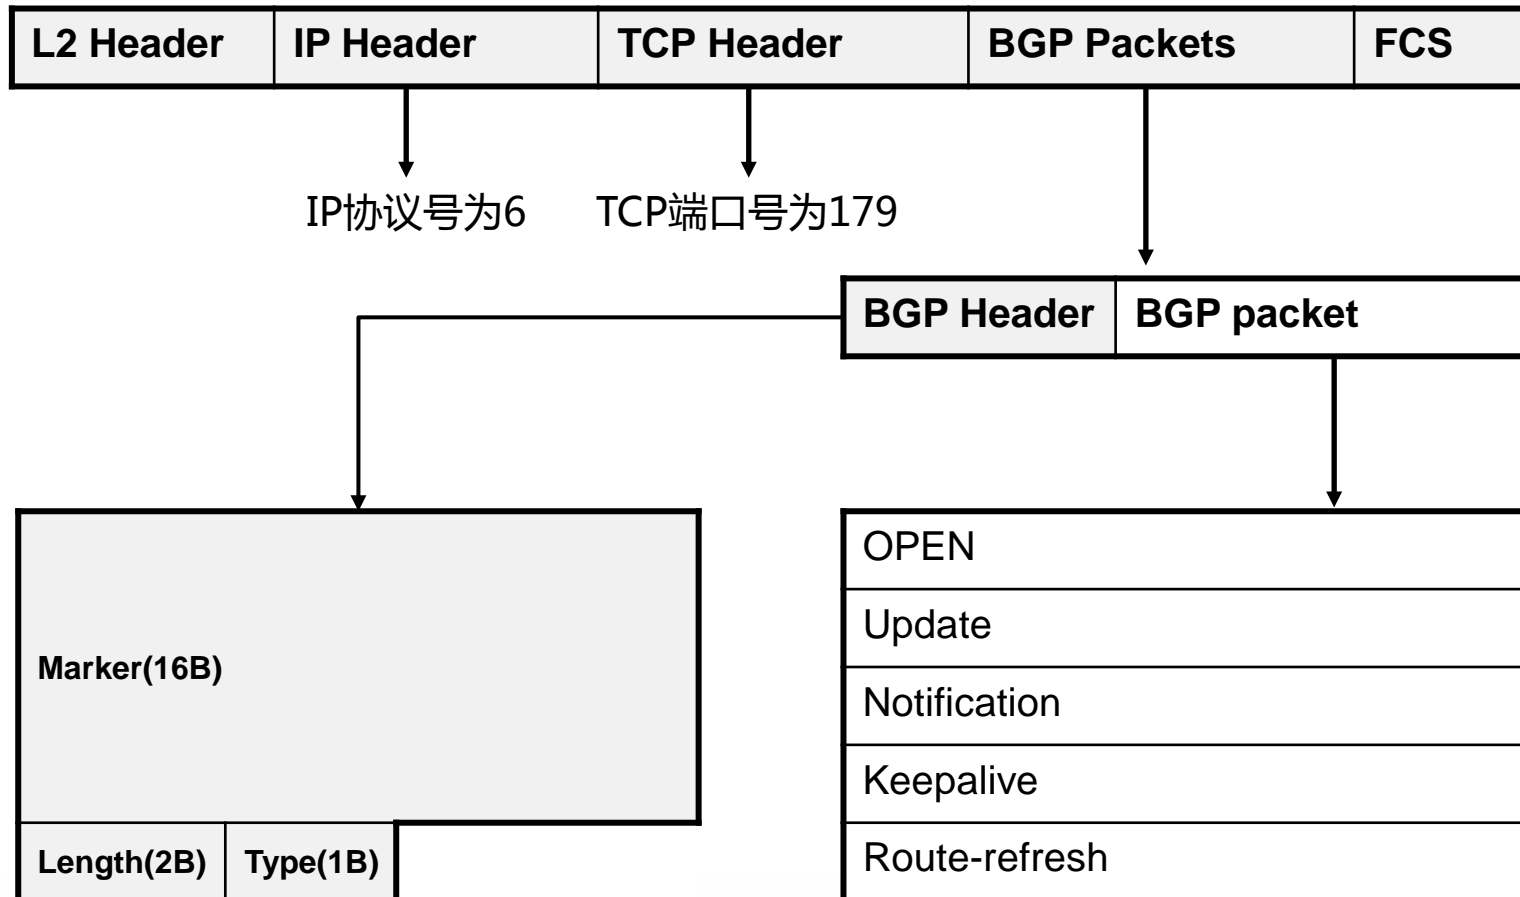 L2 Header IP Header TCP Header BGP Packets FCS
IP协议号为6 TCP端口号为179
BGP Header BGP packet
OPEN
Update
Marker(16B)
Notification
Keepalive
Length(2B) Type(1B) Route-refresh